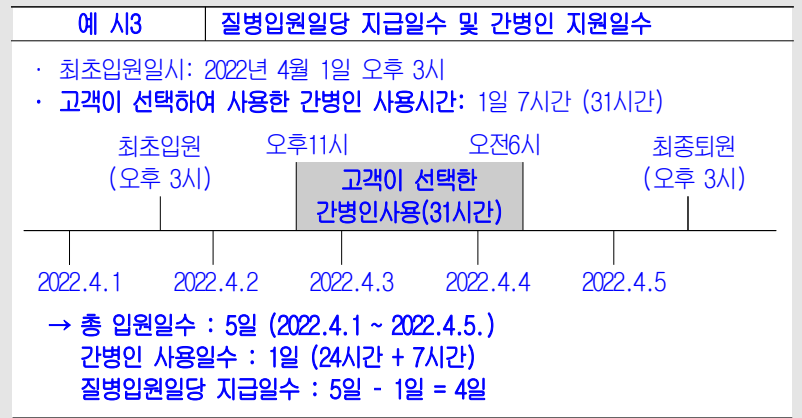 예 시3 질병입원일당 지급일수 및 간병인 지원일수
· 최초입원일시: 2022년 4월 1일 오후 3시
· 고객이 선택하여 사용한 간병인 사용시간: 1일 7시간 (31시간)
최초입원 오후11시 오전6시 최종퇴원
(오후 3시) 고객이 선택한 (오후 3시)
간병인사용(31시간)
2022.4.1 2022.4.2 2022.4.3 2022.4.4 2022.4.5
→ 총 입원일수 : 5일 (2022.4.1 ~ 2022.4.5.)
간병인 사용일수 : 1일 (24시간 + 7시간)
질병입원일당 지급일수 : 5일 - 1일 = 4일